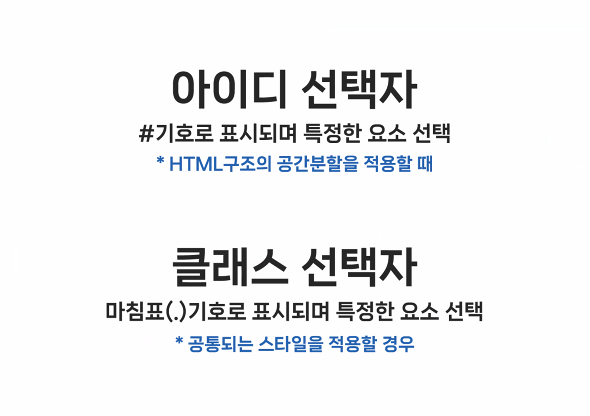 아이디 선택자
#기호로 표시되며 특정한 요소 선택
* HTML구조의 공간분할을 적용할 때
클래스 선택자
마침표(.)기호로 표시되며 특정한 요소 선택
* 공통되는 스타일을 적용할 경우